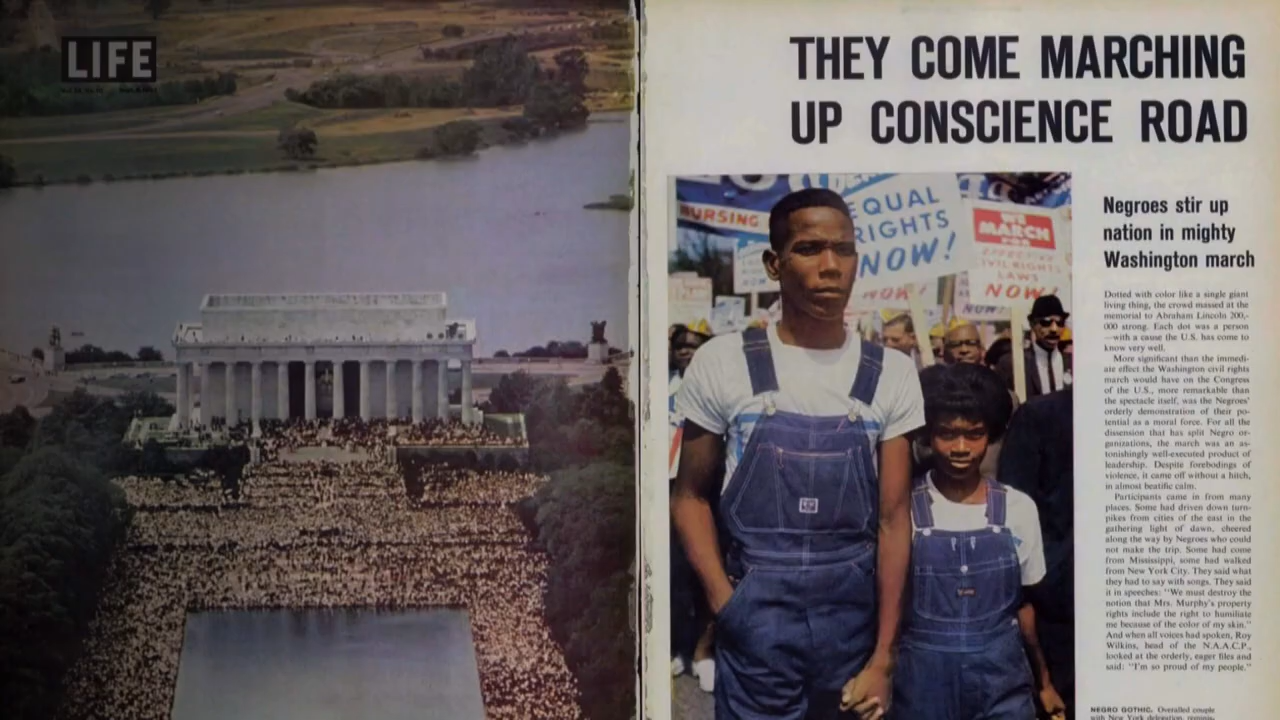 LIFE
THEY COME MARCHING
UP CONSCIENCE ROAD
NURSING
EQUAL
RIGHTS
NOW!
WE
MARCH
FOR
EFFECTIVE
CIVIL RIGHTS
LAWS
NOW!
Negroes stir up
nation in mighty
Washington march
Dotted with color like a single giant
living thing, the crowd massed at the
memorial to Abraham Lincoln 200,-
000 strong. Each dot was a person
—with a cause the U.S. has come to
know very well.
More significant than the immedi-
ate effect the Washington civil rights
march would have on the Congress
of the U.S., more remarkable than
the spectacle itself, was the Negroes'
orderly demonstration of their po-
tential as a moral force. For all the
dissension that has split Negro or-
ganizations, the march was an as-
tonishingly well-executed product of
leadership. Despite forebodings of
violence, it came off without a hitch,
in almost beatific calm.
Participants came in from many
places. Some had driven down turn-
pikes from cities of the east in the
gathering light of dawn, cheered
along the way by Negroes who could
not make the trip. Some had come
from Mississippi, some had walked
from New York City. They said what
they had to say with songs. They said
it in speeches: "We must destroy the
notion that Mrs. Murphy's property
rights include the right to humiliate
me because of the color of my skin."
And when all voices had spoken, Roy
Wilkins, head of the N.A.A.C.P.,
looked at the orderly, eager files and
said: "I'm so proud of my people."
NEGRO GOTHIC. Overalled couple
with New York delegation,